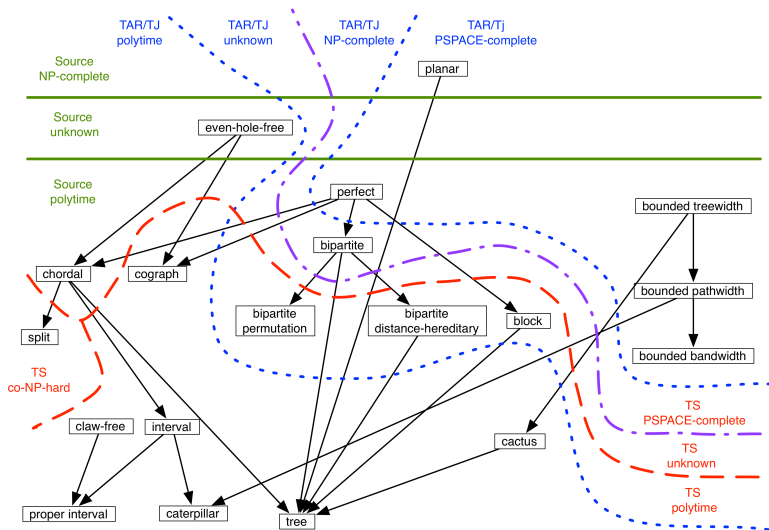 TAR/TJ
polytime
TAR/TJ
unknown
TAR/TJ
NP-complete
TAR/Tj
PSPACE-complete
Source
NP-complete
planar
Source
unknown
even-hole-free
Source
polytime
perfect
bounded treewidth
bipartite
chordal
cograph
bounded pathwidth
bipartite
permutation
bipartite
distance-hereditary
block
split
bounded bandwidth
TS
co-NP-hard
TS
PSPACE-complete
claw-free
interval
cactus
TS
unknown
TS
polytime
proper interval
caterpillar
tree